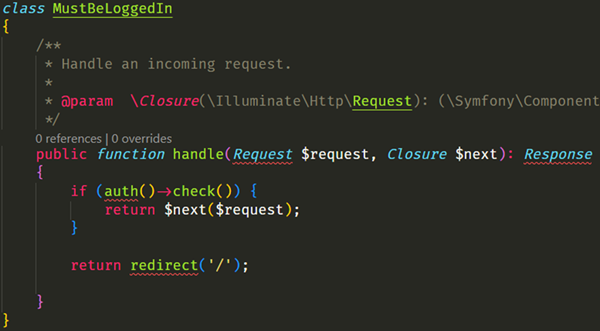 class MustBeLoggedIn
{
/**
* Handle an incoming request.
*
* @param  \Closure(\Illuminate\Http\Request): (\Symfony\Component
*/
0 references | 0 overrides
public function handle(Request $request, Closure $next): Response
{
if (auth()->check()) {
return $next($request);
}
return redirect('/');
}
}